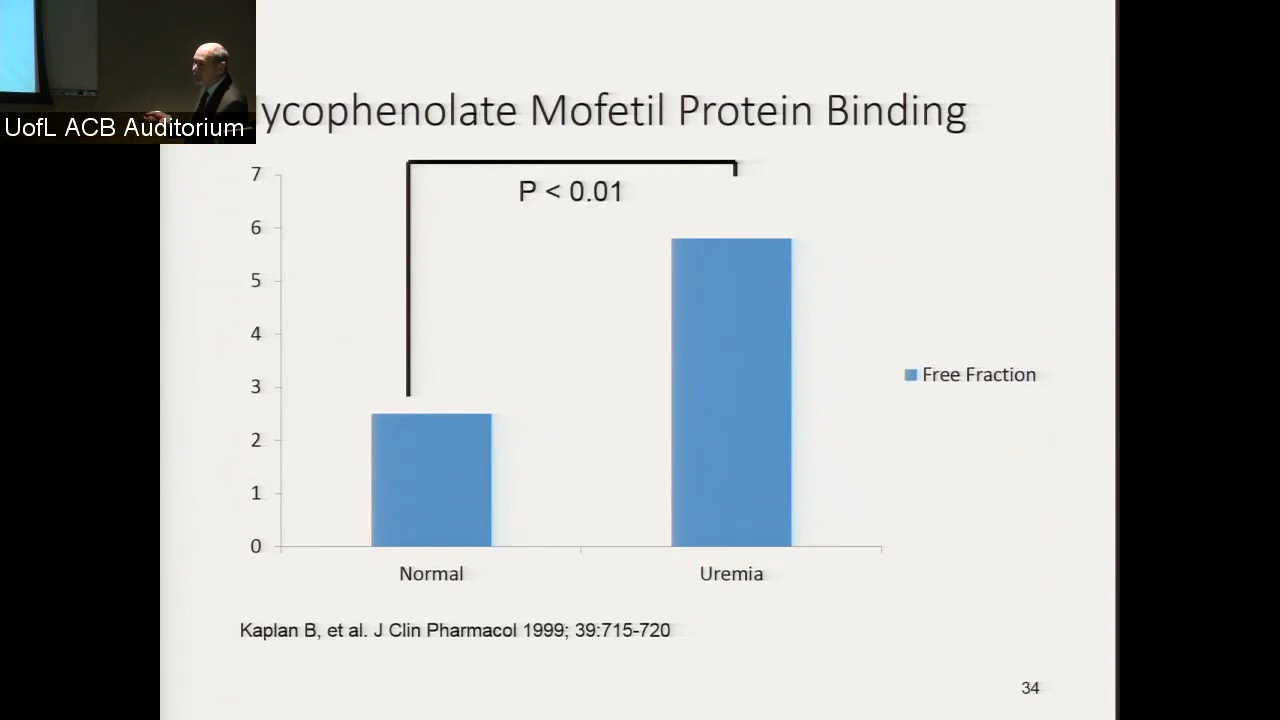 UofL ACB Auditorium
ycophenolate Mofetil Protein Binding
P < 0.01
7
6
5
4
3
2
1
0
Normal
Uremia
Free Fraction
Kaplan B, et al. J Clin Pharmacol 1999; 39:715-720
34